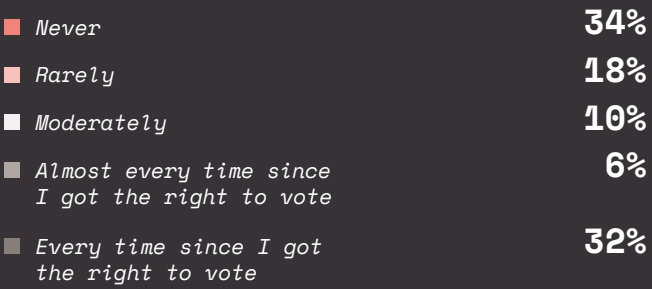 Never 34%
Rarely 18%
Moderately 10%
Almost every time since 6%
I got the right to vote
Every time since I got 32%
the right to vote